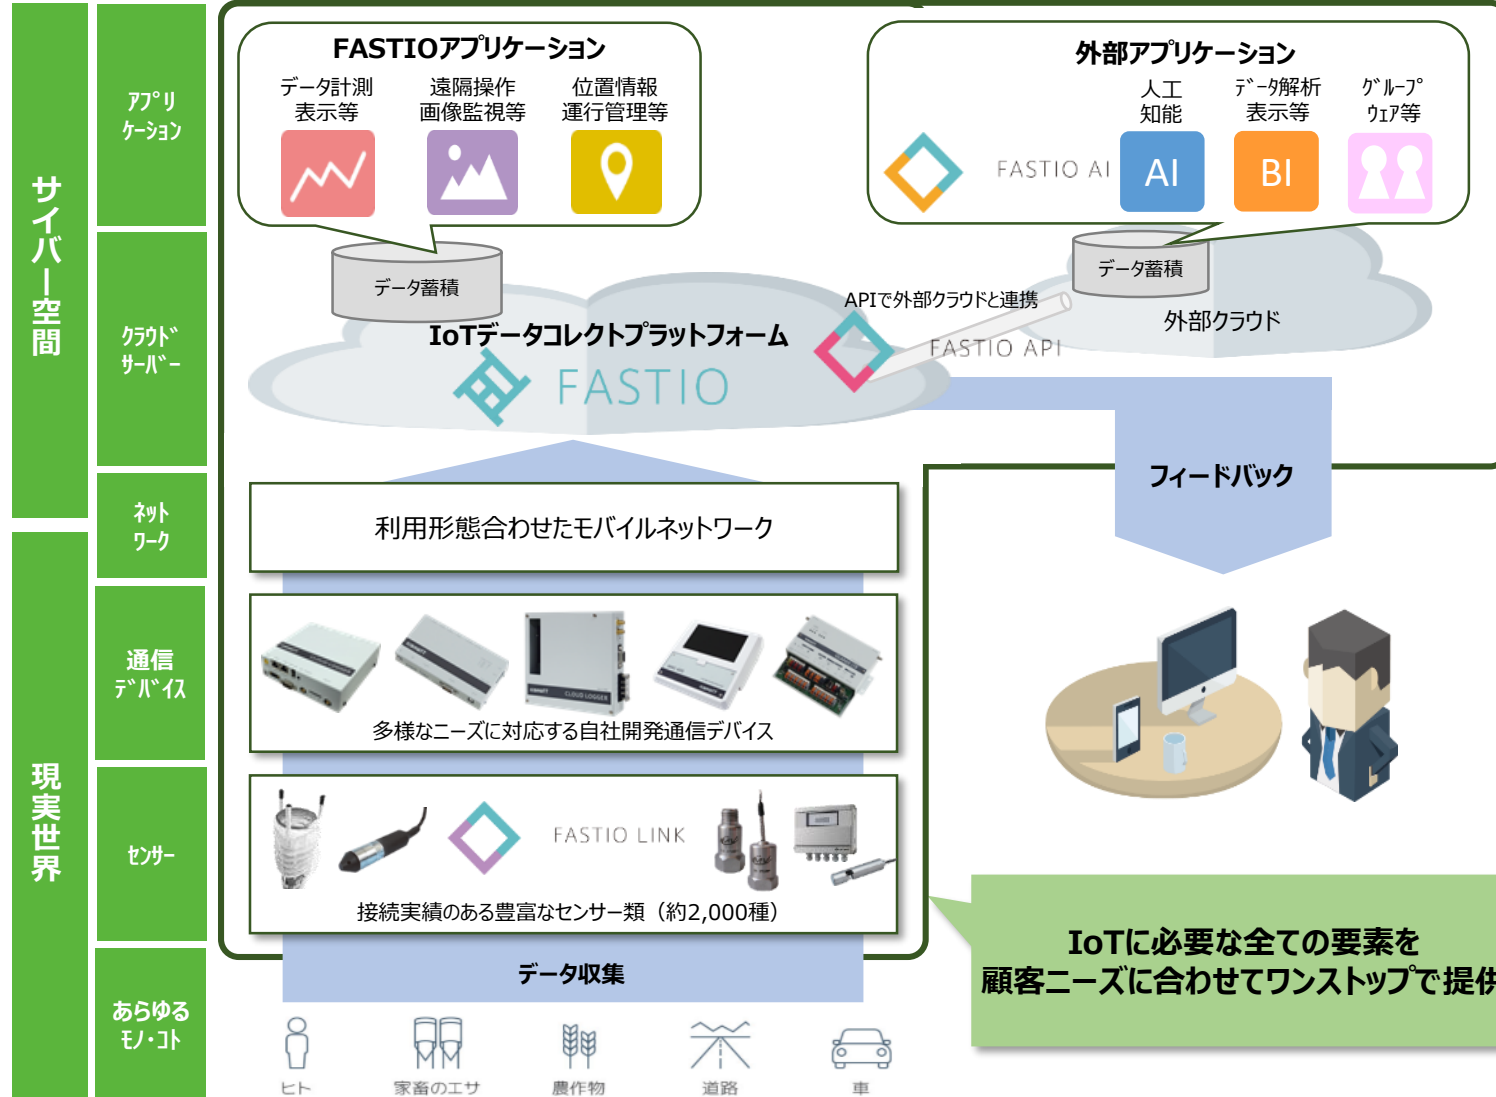 サイバー空間
現実世界
ｱﾌﾟﾘ
ｹｰｼｮﾝ
ｸﾗｳﾄﾞ
ｻｰﾊﾞｰ
ﾈｯﾄ
ﾜｰｸ
通信
ﾃﾞﾊﾞｲｽ
ｾﾝｻｰ
あらゆる
ﾓﾉ・ｺﾄ
FASTIOアプリケーション
データ計測
表示等
遠隔操作
画像監視等
位置情報
運行管理等
外部アプリケーション
人工
知能
ﾃﾞｰﾀ解析
表示等
ｸﾞﾙｰﾌﾟ
ｳｪｱ等
FASTIO AI
AI
BI
データ蓄積
データ蓄積
APIで外部クラウドと連携
外部クラウド
IoTデータコレクトプラットフォーム
FASTIO
FASTIO API
フィードバック
利用形態合わせたモバイルネットワーク
CLOUD LOGGER
多様なニーズに対応する自社開発通信デバイス
FASTIO LINK
接続実績のある豊富なセンサー類（約2,000種）
データ収集
IoTに必要な全ての要素を
顧客ニーズに合わせてワンストップで提供
ヒト
家畜のエサ
農作物
道路
車